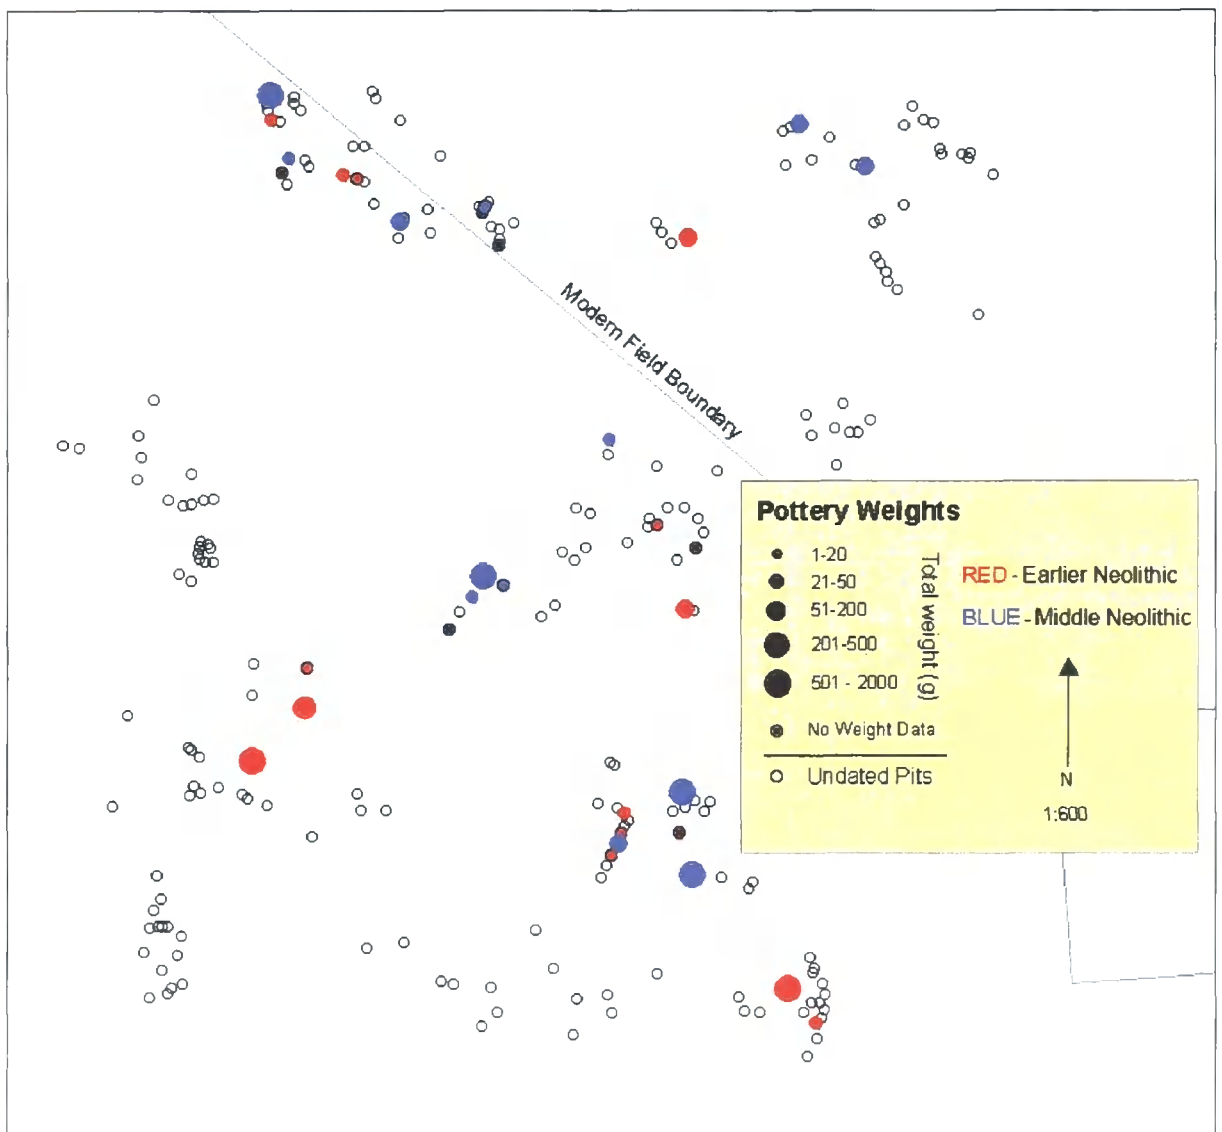 Modern Field Boundary
Pottery Weights
1-20
21-50
51-200
201-500
501 - 2000
Total weight (g)
No Weight Data
Undated Pits
RED - Earlier Neolithic
BLUE - Middle Neolithic
N
1:600